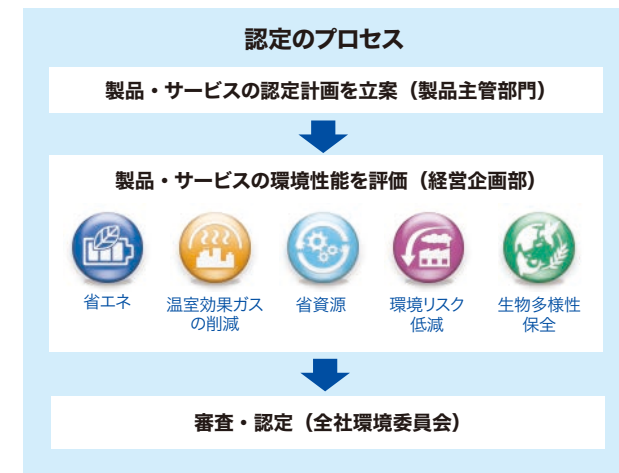 認定のプロセス
製品・サービスの認定計画を立案（製品主管部門）
製品・サービスの環境性能を評価（経営企画部）
省エネ
温室効果ガス
の削減
省資源
環境リスク
低減
生物多様性
保全
審査・認定（全社環境委員会）